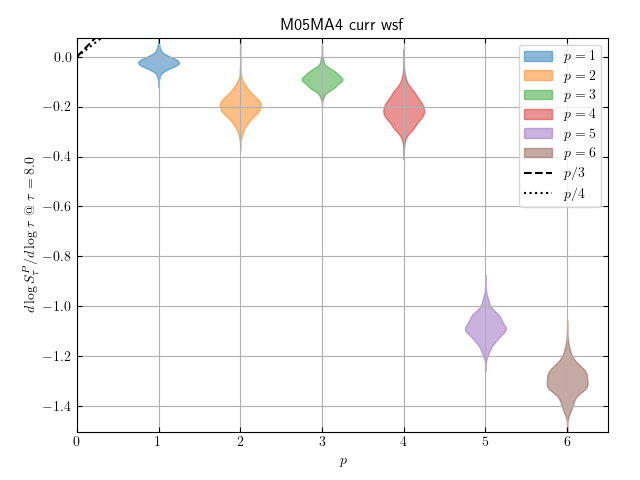 M05MA4 curr wsf
d log S_τ^P / d log τ @ τ = 8.0
0.0
−0.2
−0.4
−0.6
−0.8
−1.0
−1.2
−1.4
0 1 2 3 4 5 6
p
p = 1
p = 2
p = 3
p = 4
p = 5
p = 6
p/3
p/4